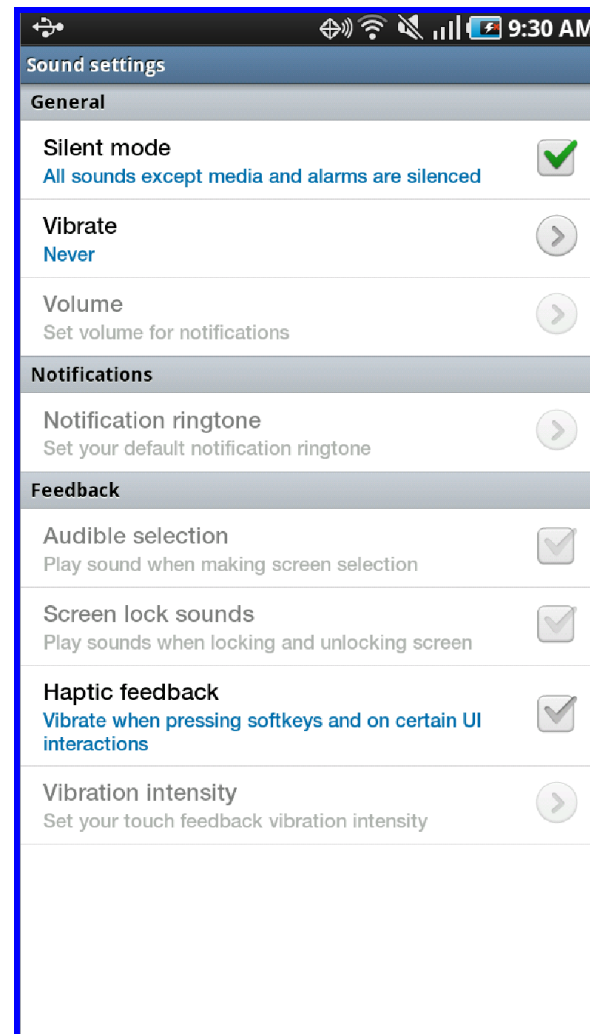 9:30 AM
Sound settings
General
Silent mode
All sounds except media and alarms are silenced
Vibrate
Never
Volume
Set volume for notifications
Notifications
Notification ringtone
Set your default notification ringtone
Feedback
Audible selection
Play sound when making screen selection
Screen lock sounds
Play sounds when locking and unlocking screen
Haptic feedback
Vibrate when pressing softkeys and on certain UI
interactions
Vibration intensity
Set your touch feedback vibration intensity